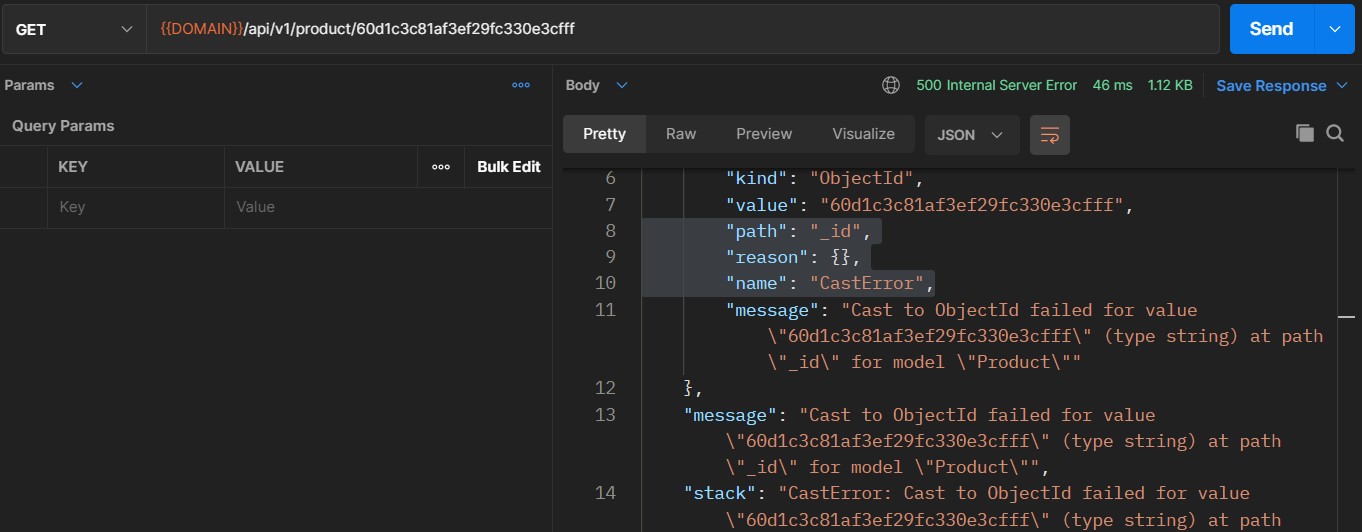 GET
{{DOMAIN}}/api/v1/product/60d1c3c81af3ef29fc330e3cfff
Send
Params
Body
500 Internal Server Error 46 ms 1.12 KB Save Response
Query Params
Pretty Raw Preview Visualize JSON
KEY VALUE Bulk Edit
Key Value
6 "kind": "ObjectId",
7 "value": "60d1c3c81af3ef29fc330e3cfff",
8 "path": "_id",
9 "reason": {},
10 "name": "CastError",
11 "message": "Cast to ObjectId failed for value
\"60d1c3c81af3ef29fc330e3cfff\" (type string) at path
\"_id\" for model \"Product\""
12 },
13 "message": "Cast to ObjectId failed for value
\"60d1c3c81af3ef29fc330e3cfff\" (type string) at path
\"_id\" for model \"Product\"",
14 "stack": "CastError: Cast to ObjectId failed for value
\"60d1c3c81af3ef29fc330e3cfff\" (type string) at path